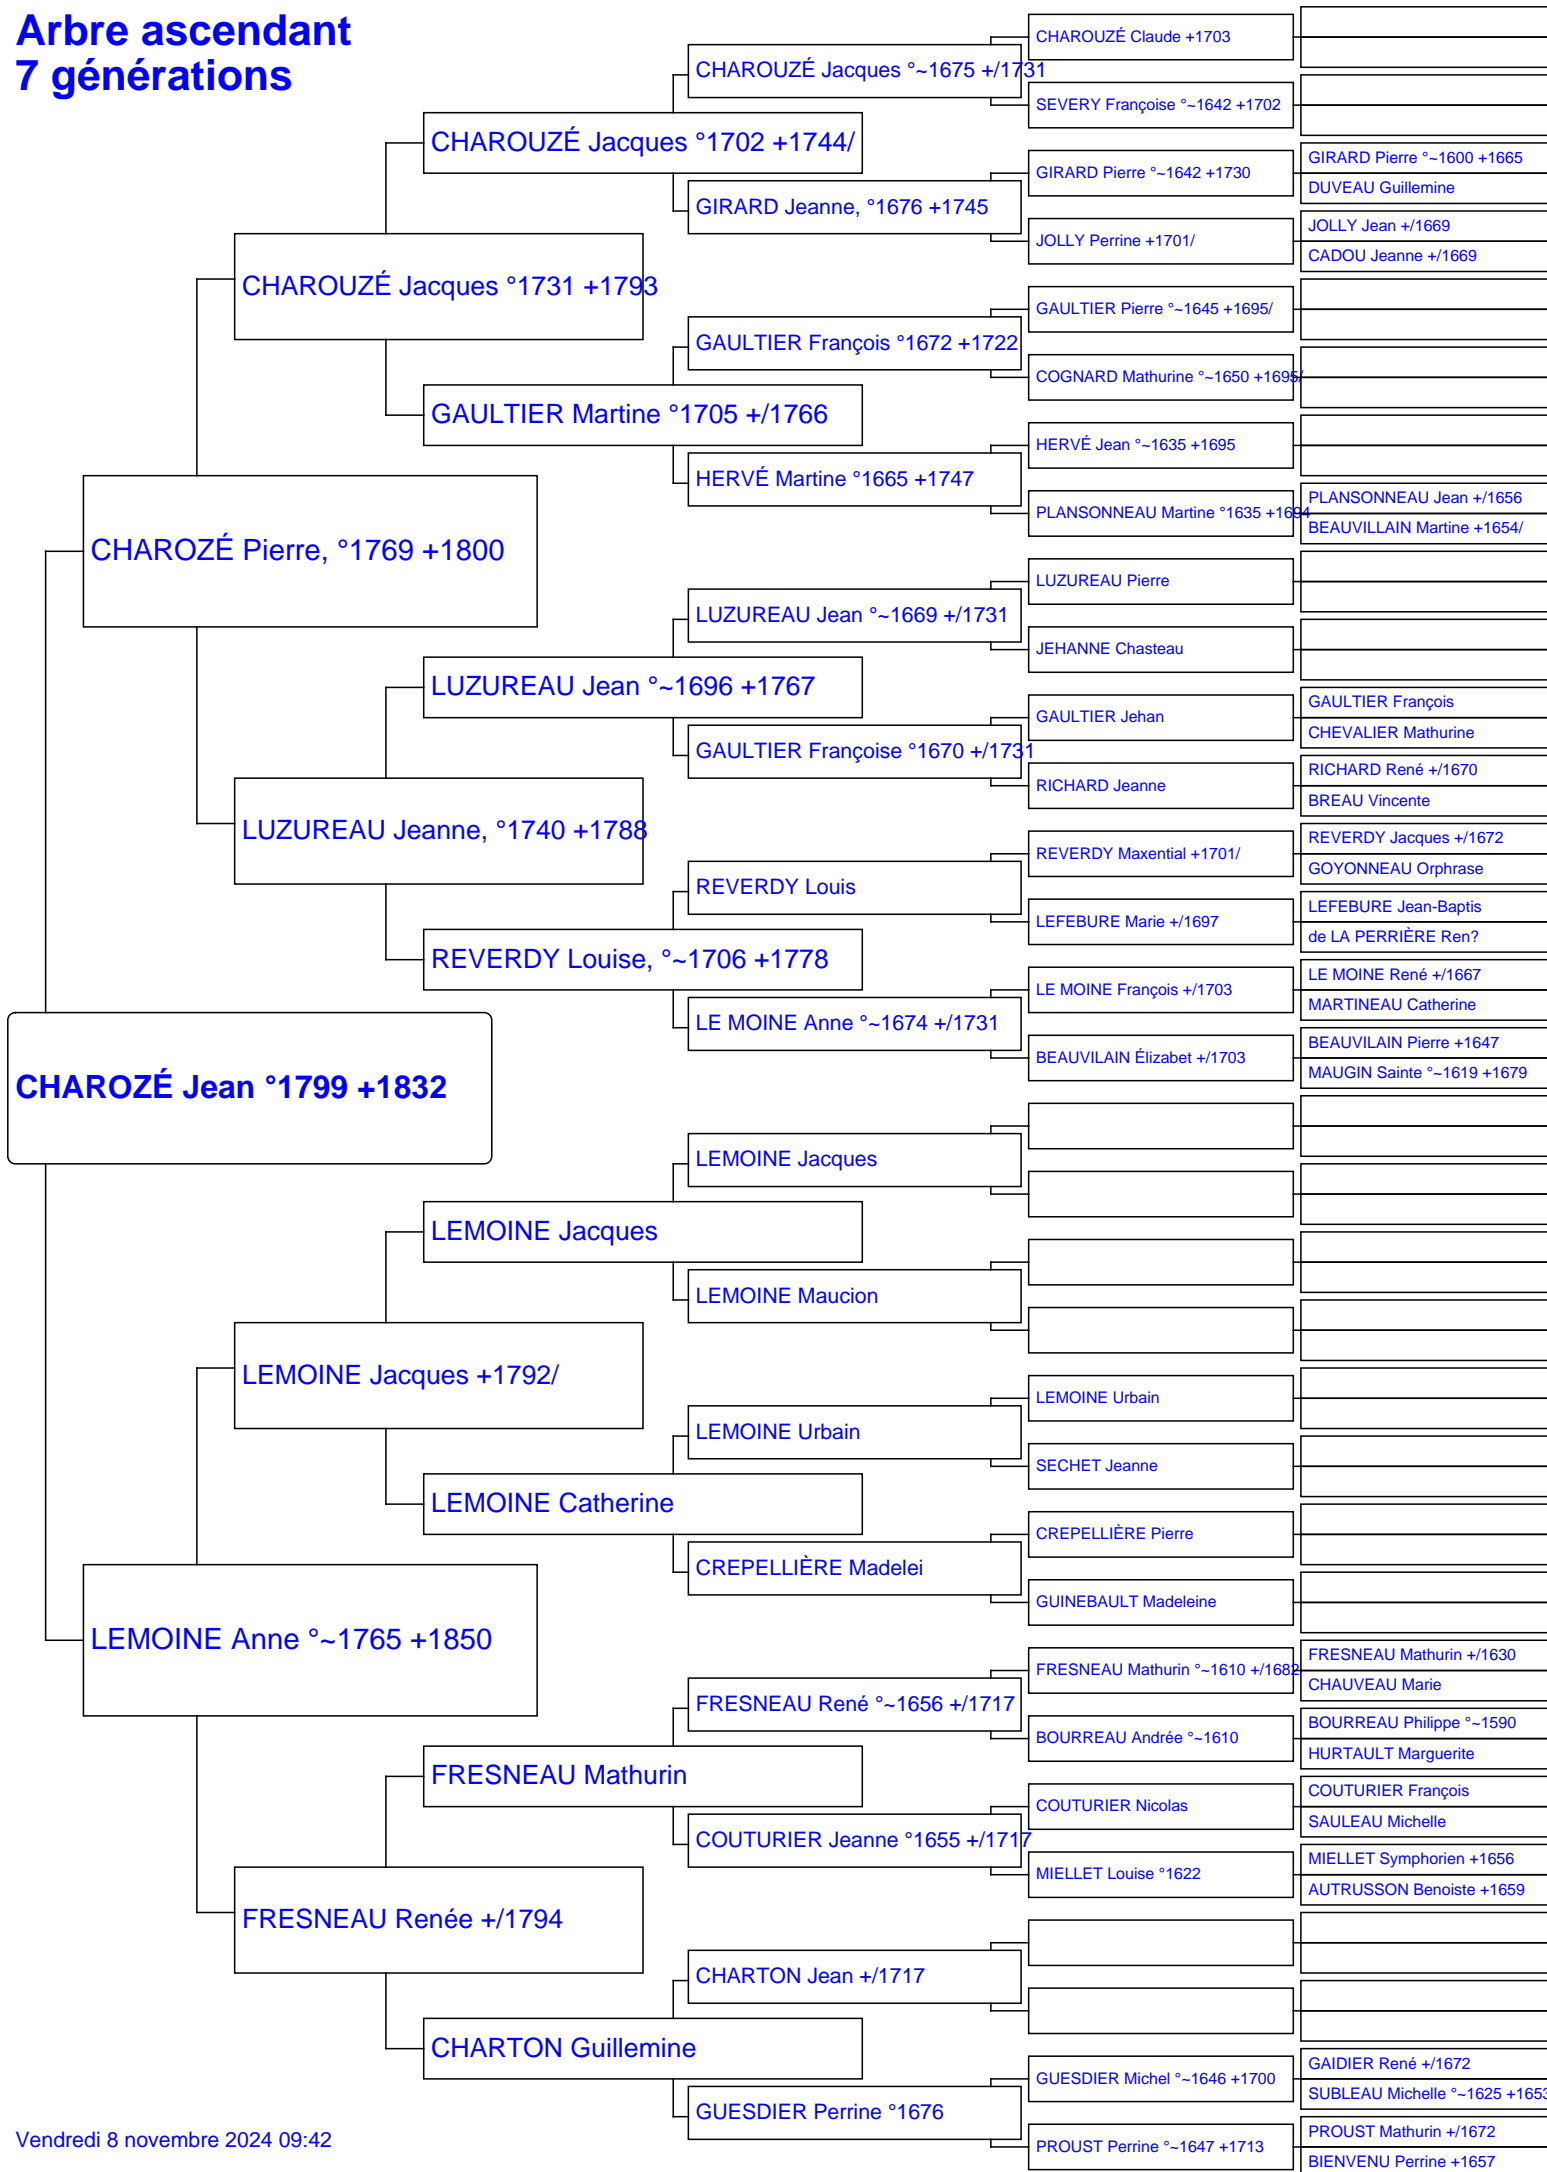 Arbre ascendant
7 générations
CHAROZÉ Jean °1799 +1832
CHAROZÉ Pierre, °1769 +1800
LEMOINE Anne °~1765 +1850
CHAROUZÉ Jacques °1731 +1793
LUZUREAU Jeanne, °1740 +1788
LEMOINE Jacques +1792/
FRESNEAU Renée +/1794
CHAROUZÉ Jacques °1702 +1744/
GAULTIER Martine °1705 +/1766
LUZUREAU Jean °~1696 +1767
REVERDY Louise, °~1706 +1778
LEMOINE Jacques
LEMOINE Catherine
FRESNEAU Mathurin
CHARTON Guillemine
CHAROUZÉ Jacques °~1675 +/1731
GIRARD Jeanne, °1676 +1745
GAULTIER François °1672 +1722
HERVÉ Martine °1665 +1747
LUZUREAU Jean °~1669 +/1731
GAULTIER Françoise °1670 +/1731
REVERDY Louis
LE MOINE Anne °~1674 +/1731
LEMOINE Jacques
LEMOINE Maucion
LEMOINE Urbain
CREPELLIÈRE Madelei
FRESNEAU René °~1656 +/1717
COUTURIER Jeanne °1655 +/1717
CHARTON Jean +/1717
GUESDIER Perrine °1676
CHAROUZÉ Claude +1703
SEVERY Françoise °~1642 +1702
GIRARD Pierre °~1642 +1730
JOLLY Perrine +1701/
GAULTIER Pierre °~1645 +1695/
COGNARD Mathurine °~1650 +1695/
HERVÉ Jean °~1635 +1695
PLANSONNEAU Martine °1635 +1694
LUZUREAU Pierre
JEHANNE Chasteau
GAULTIER Jehan
RICHARD Jeanne
REVERDY Maxential +1701/
LEFEBURE Marie +/1697
LE MOINE François +/1703
BEAUVILAIN Élizabet +/1703
LEMOINE Urbain
SECHET Jeanne
CREPELLIÈRE Pierre
GUINEBAULT Madeleine
FRESNEAU Mathurin °~1610 +/1682
BOURREAU Andrée °~1610
COUTURIER Nicolas
MIELLET Louise °1622
GUESDIER Michel °~1646 +1700
PROUST Perrine °~1647 +1713
GIRARD Pierre °~1600 +1665
DUVEAU Guillemine
JOLLY Jean +/1669
CADOU Jeanne +/1669
PLANSONNEAU Jean +/1656
BEAUVILLAIN Martine +1654/
GAULTIER François
CHEVALIER Mathurine
RICHARD René +/1670
BREAU Vincente
REVERDY Jacques +/1672
GOYONNEAU Orphrase
LEFEBURE Jean-Baptis
de LA PERRIÈRE Ren?
LE MOINE René +/1667
MARTINEAU Catherine
BEAUVILAIN Pierre +1647
MAUGIN Sainte °~1619 +1679
FRESNEAU Mathurin +/1630
CHAUVEAU Marie
BOURREAU Philippe °~1590
HURTAULT Marguerite
COUTURIER François
SAULEAU Michelle
MIELLET Symphorien +1656
AUTRUSSON Benoiste +1659
GAIDIER René +/1672
SUBLEAU Michelle °~1625 +1653
PROUST Mathurin +/1672
BIENVENU Perrine +1657
Vendredi 8 novembre 2024 09:42